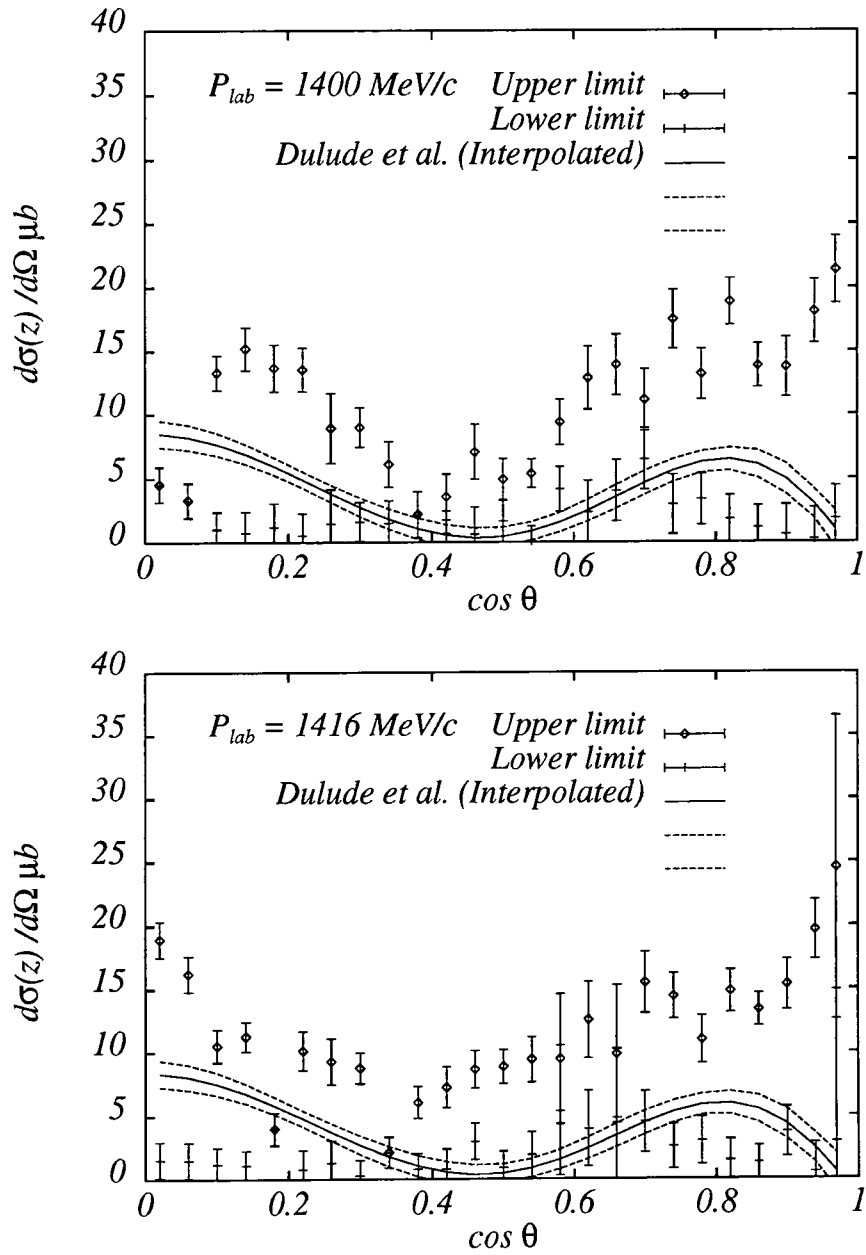 40
35
30
25
20
15
10
5
0
dσ(z) /dΩ μb
P_lab = 1400 MeV/c Upper limit
Lower limit
Dulude et al. (Interpolated)
0 0.2 0.4 0.6 0.8 1
cos θ
40
35
30
25
20
15
10
5
0
dσ(z) /dΩ μb
P_lab = 1416 MeV/c Upper limit
Lower limit
Dulude et al. (Interpolated)
0 0.2 0.4 0.6 0.8 1
cos θ